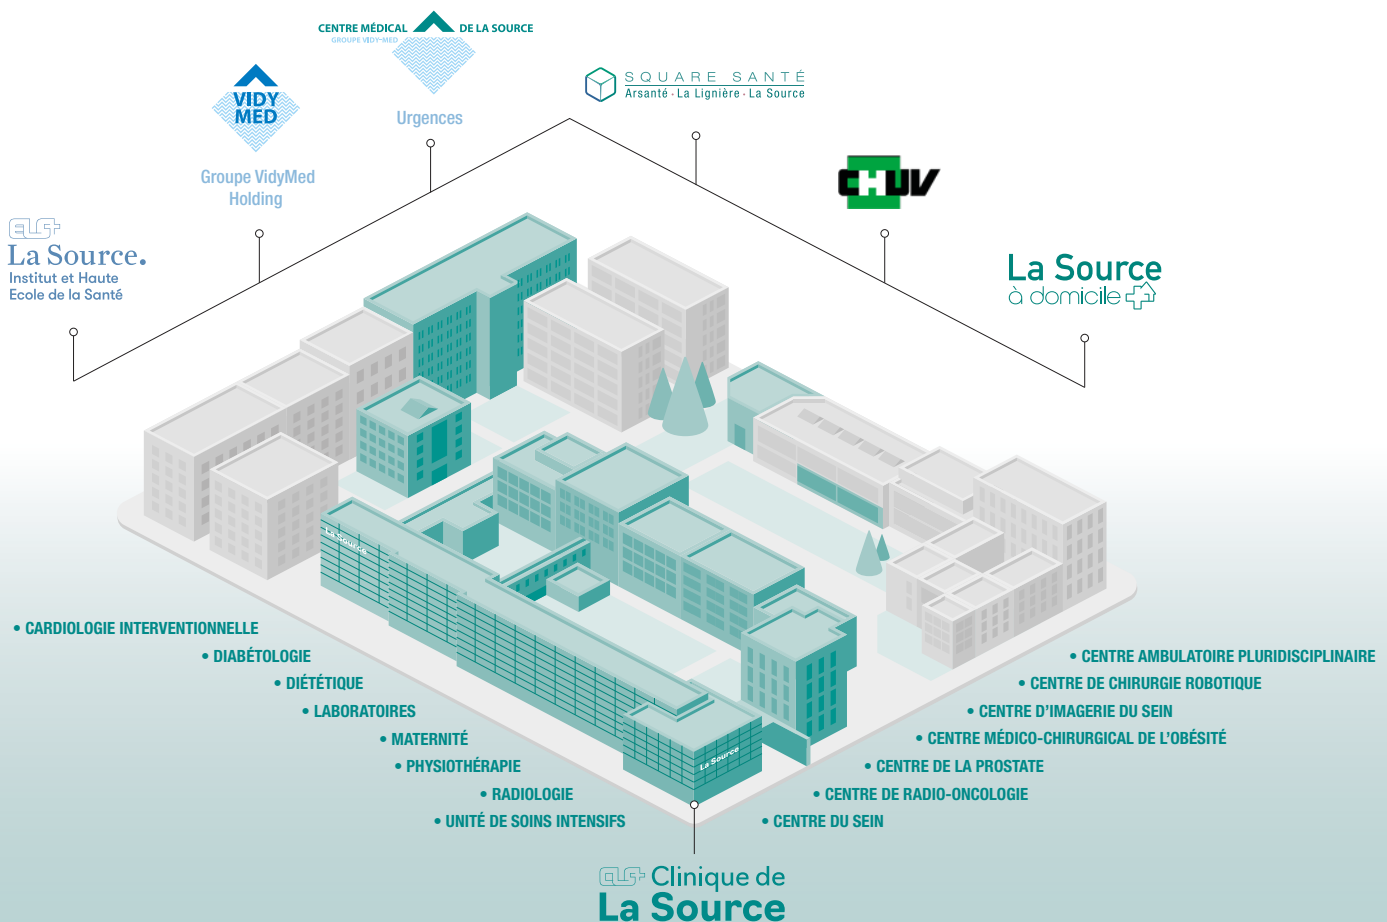 CENTRE MÉDICAL DE LA SOURCE
GROUPE VIDY-MED
Urgences
VIDY
MED
Groupe VidyMed
Holding
SQUARE SANTÉ
Arsanté · La Lignière · La Source
CHUV
ELS+
La Source.
Institut et Haute
Ecole de la Santé
La Source
à domicile
La Source
La Source
• CARDIOLOGIE INTERVENTIONNELLE
• DIABÉTOLOGIE
• DIÉTÉTIQUE
• LABORATOIRES
• MATERNITÉ
• PHYSIOTHÉRAPIE
• RADIOLOGIE
• UNITÉ DE SOINS INTENSIFS
• CENTRE AMBULATOIRE PLURIDISCIPLINAIRE
• CENTRE DE CHIRURGIE ROBOTIQUE
• CENTRE D'IMAGERIE DU SEIN
• CENTRE MÉDICO-CHIRURGICAL DE L'OBÉSITÉ
• CENTRE DE LA PROSTATE
• CENTRE DE RADIO-ONCOLOGIE
• CENTRE DU SEIN
CLS+ Clinique de
La Source